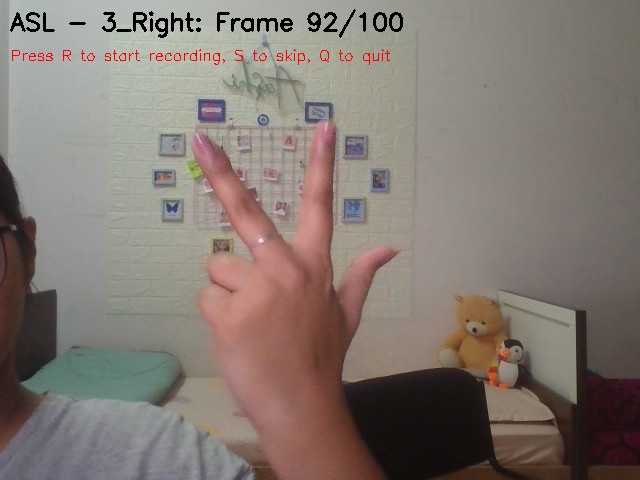 ASL - 3_Right: Frame 92/100
Press R to start recording, S to skip, Q to quit